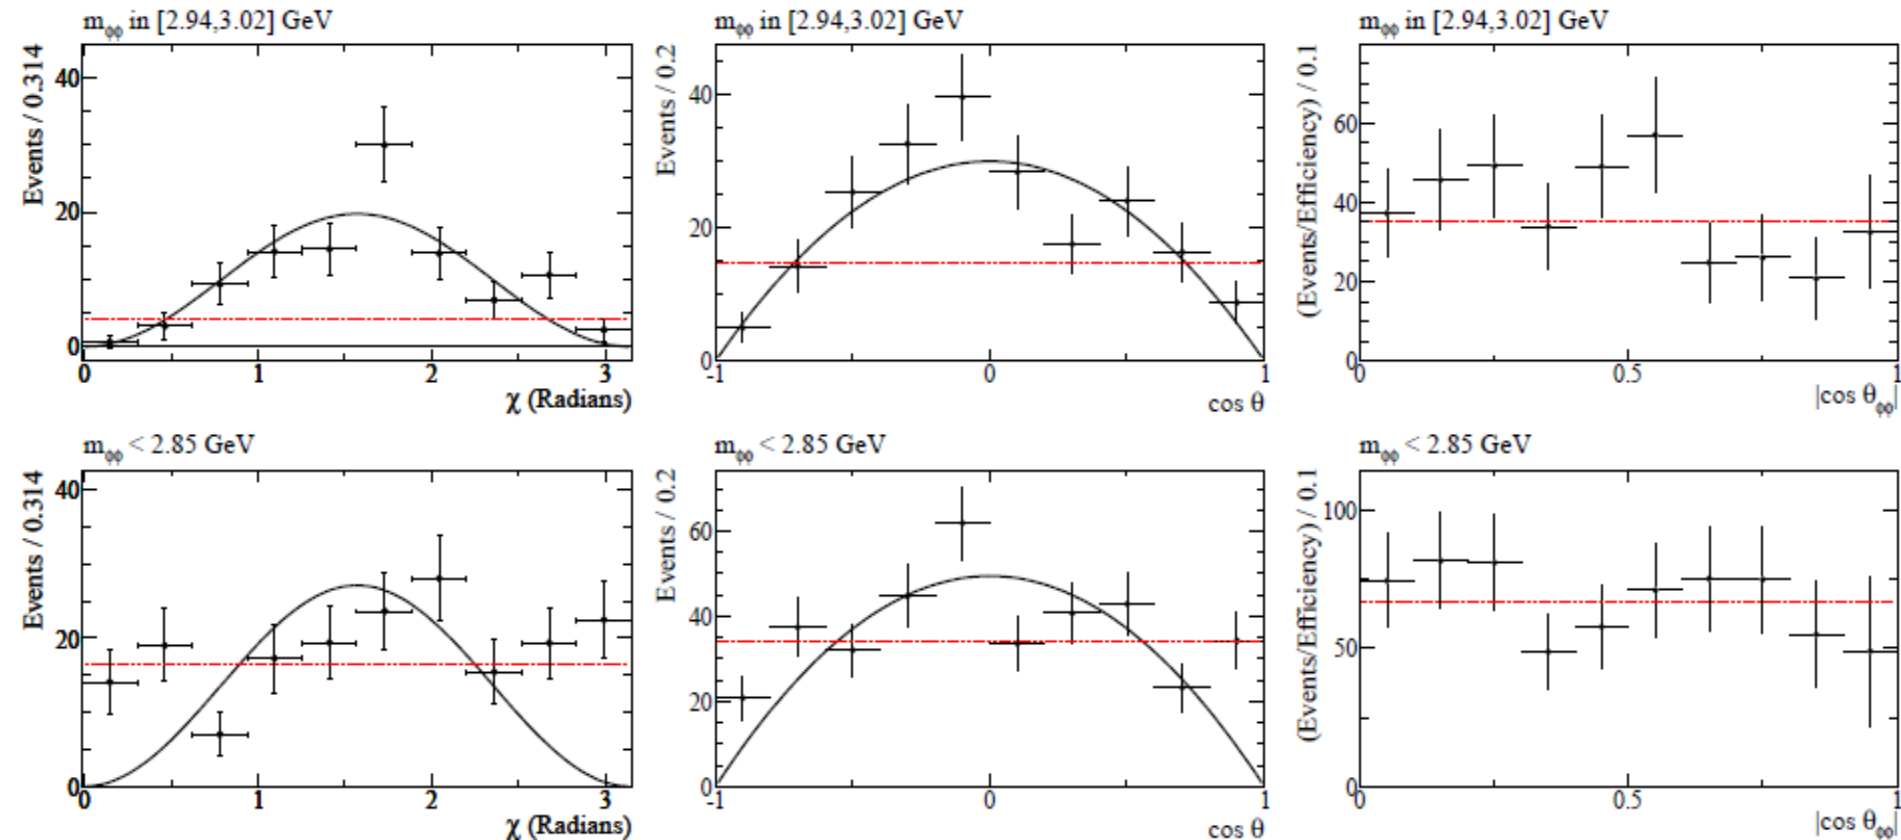 m_ϕϕ in [2.94,3.02] GeV
Events / 0.314
40
20
0
0 1 2 3
χ (Radians)
m_ϕϕ in [2.94,3.02] GeV
Events / 0.2
40
20
0
-1 0 1
cos θ
m_ϕϕ in [2.94,3.02] GeV
(Events/Efficiency) / 0.1
60
40
20
0
0 0.5 1
|cos θ_ϕϕ|
m_ϕϕ < 2.85 GeV
Events / 0.314
40
20
0
0 1 2 3
χ (Radians)
m_ϕϕ < 2.85 GeV
Events / 0.2
60
40
20
0
-1 0 1
cos θ
m_ϕϕ < 2.85 GeV
(Events/Efficiency) / 0.1
100
50
0
0 0.5 1
|cos θ_ϕϕ|